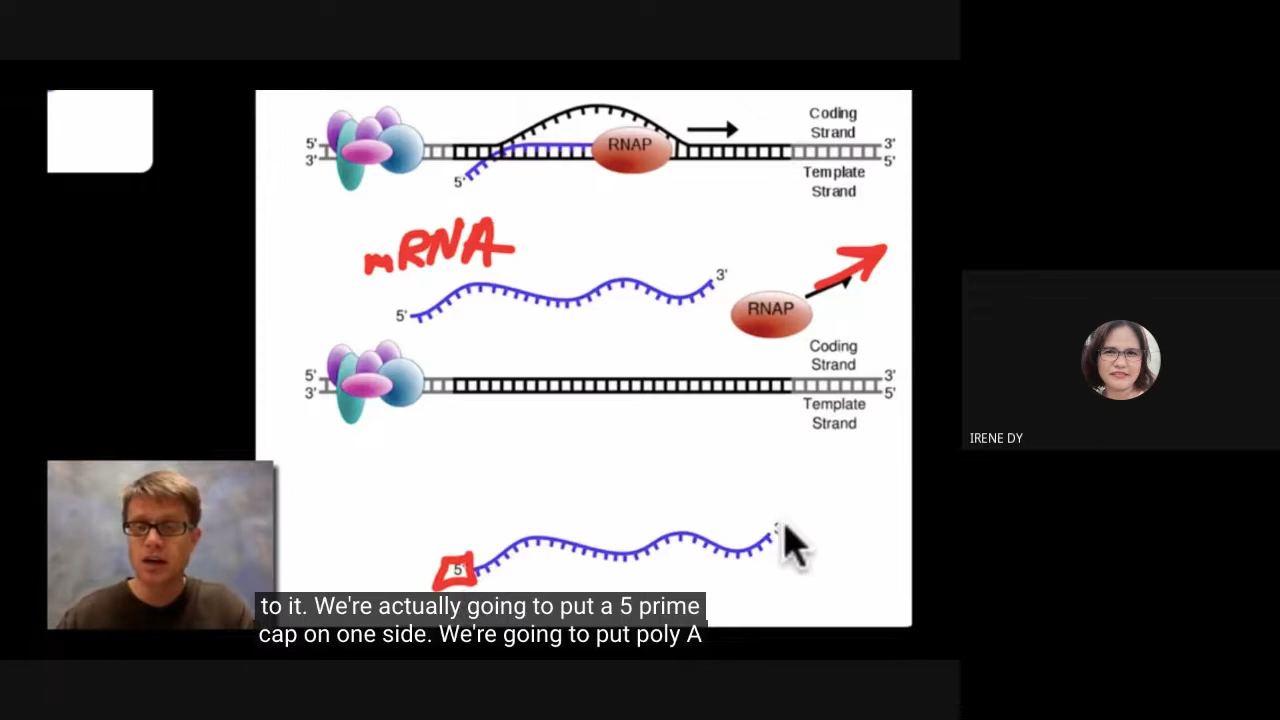 Coding
Strand
5'
3'
RNAP
3'
5'
Template
Strand
5'
mRNA
3'
5'
RNAP
Coding
Strand
5'
3'
3'
5'
Template
Strand
IRENE DY
5'
to it. We're actually going to put a 5 prime
cap on one side. We're going to put poly A